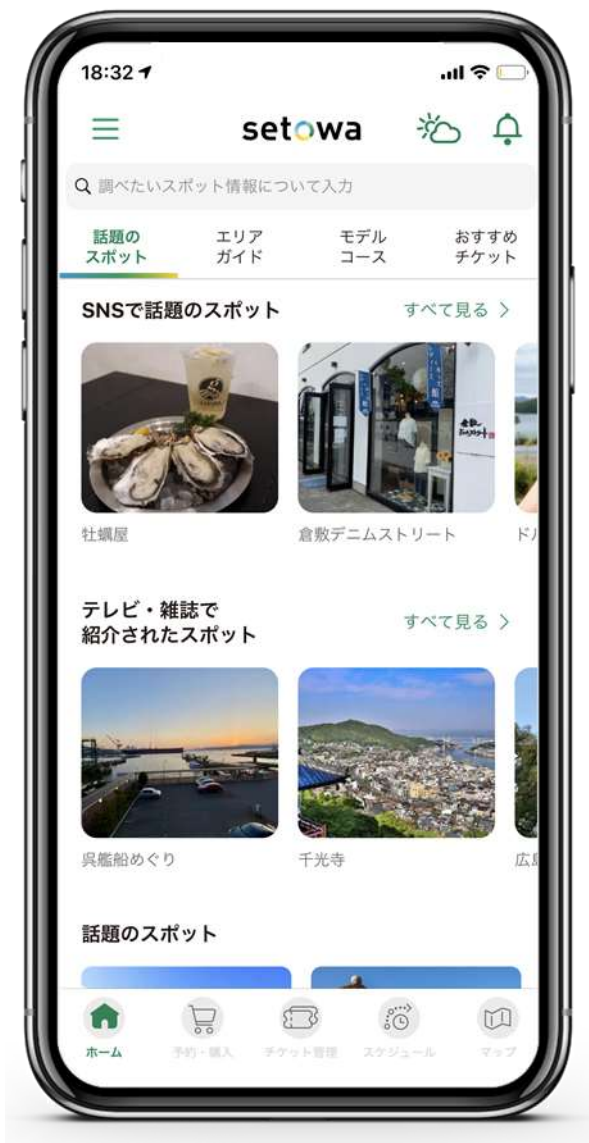 18:32
setowa
調べたいスポット情報について入力
話題の
スポット
エリア
ガイド
モデル
コース
おすすめ
チケット
SNSで話題のスポット
すべて見る
牡蠣屋
倉敷デニムストリート
テレビ・雑誌で
紹介されたスポット
すべて見る
呉艦船めぐり
千光寺
広島
話題のスポット
ホーム
予約・購入
チケット管理
スケジュール
マップ